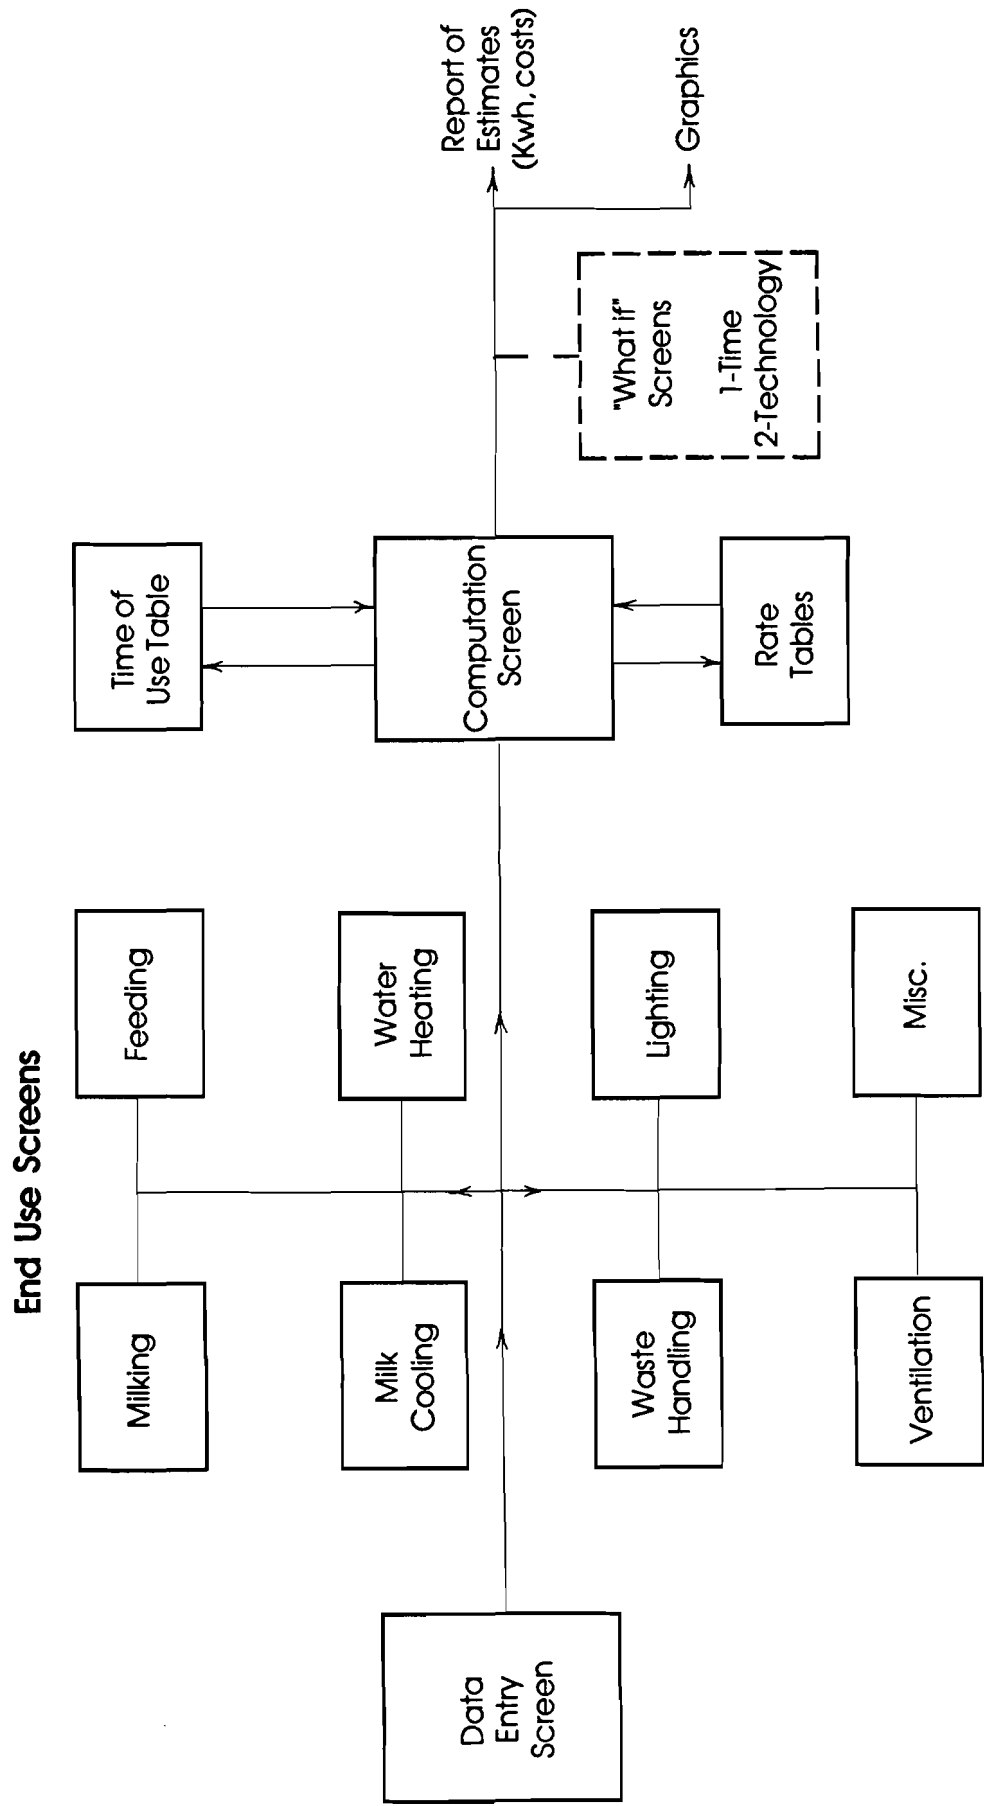 End Use Screens
Data
Entry
Screen
Milking
Feeding
Milk
Cooling
Water
Heating
Waste
Handling
Lighting
Ventilation
Misc.
Time of
Use Table
Computation
Screen
Rate
Tables
"What if"
Screens
1-Time
2-Technology
Report of
Estimates
(Kwh, costs)
Graphics